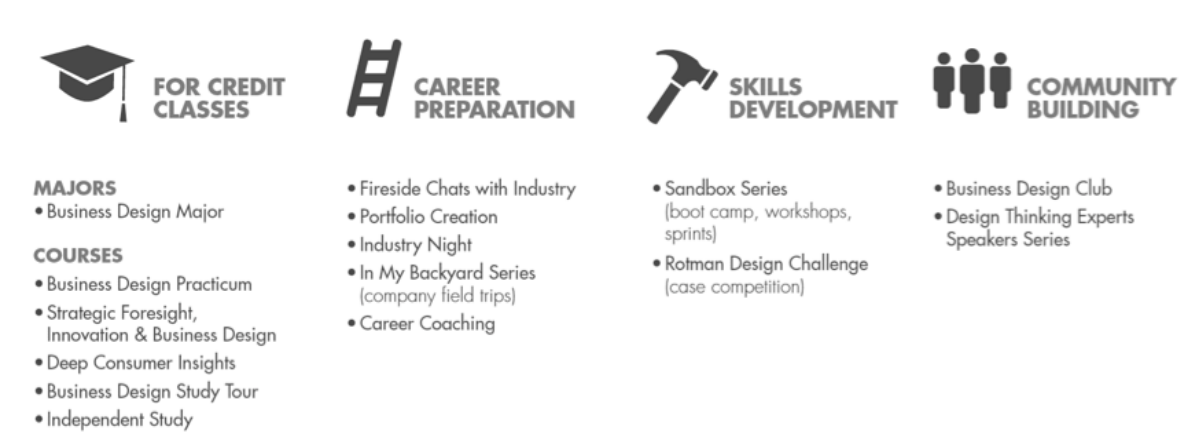 FOR CREDIT
CLASSES
MAJORS
• Business Design Major
COURSES
• Business Design Practicum
• Strategic Foresight,
Innovation & Business Design
• Deep Consumer Insights
• Business Design Study Tour
• Independent Study
CAREER
PREPARATION
• Fireside Chats with Industry
• Portfolio Creation
• Industry Night
• In My Backyard Series
(company field trips)
• Career Coaching
SKILLS
DEVELOPMENT
• Sandbox Series
(boot camp, workshops,
sprints)
• Rotman Design Challenge
(case competition)
COMMUNITY
BUILDING
• Business Design Club
• Design Thinking Experts
Speakers Series